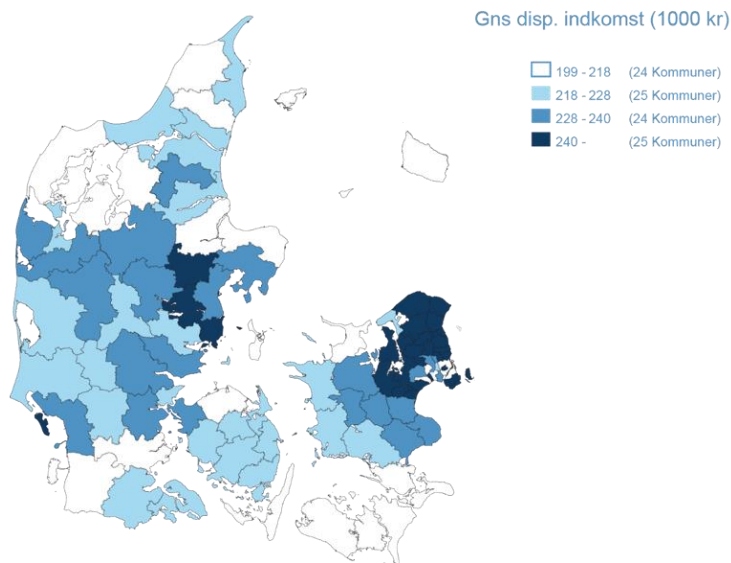 Gns disp. indkomst (1000 kr)
199 - 218 (24 Kommuner)
218 - 228 (25 Kommuner)
228 - 240 (24 Kommuner)
240 - (25 Kommuner)